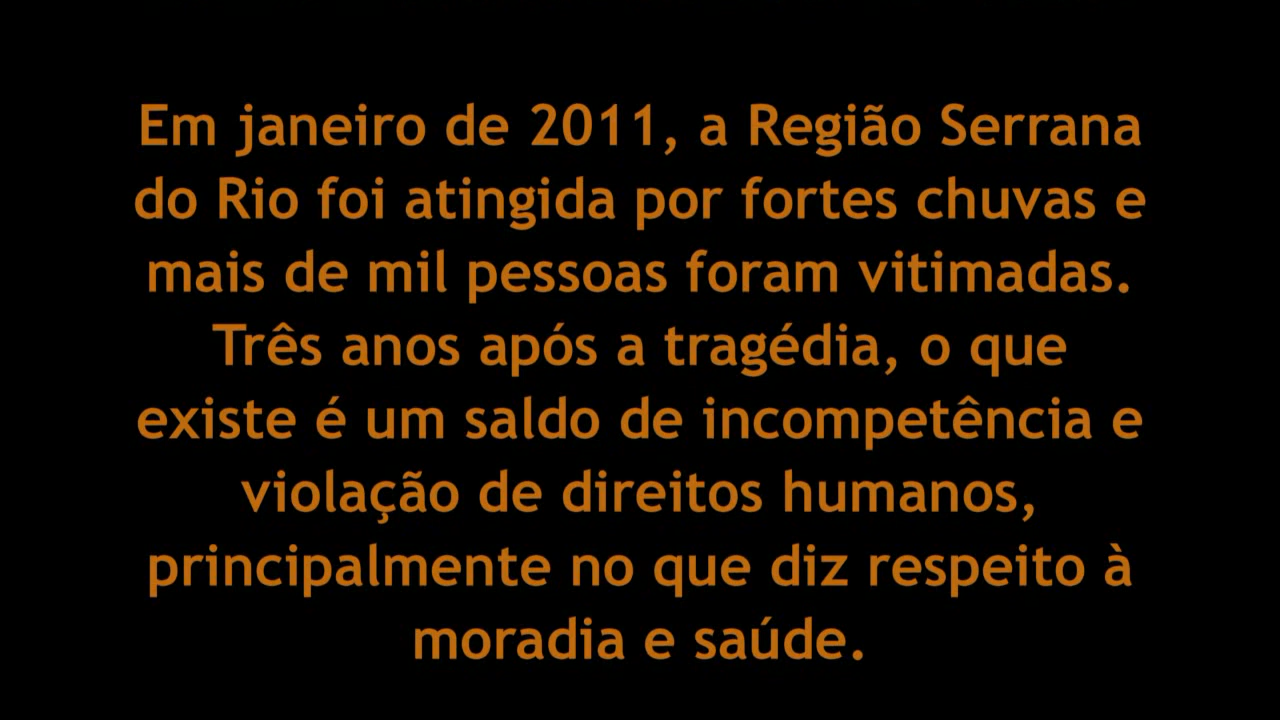 Em janeiro de 2011, a Região Serrana
do Rio foi atingida por fortes chuvas e
mais de mil pessoas foram vitimadas.
Três anos após a tragédia, o que
existe é um saldo de incompetência e
violação de direitos humanos,
principalmente no que diz respeito à
moradia e saúde.